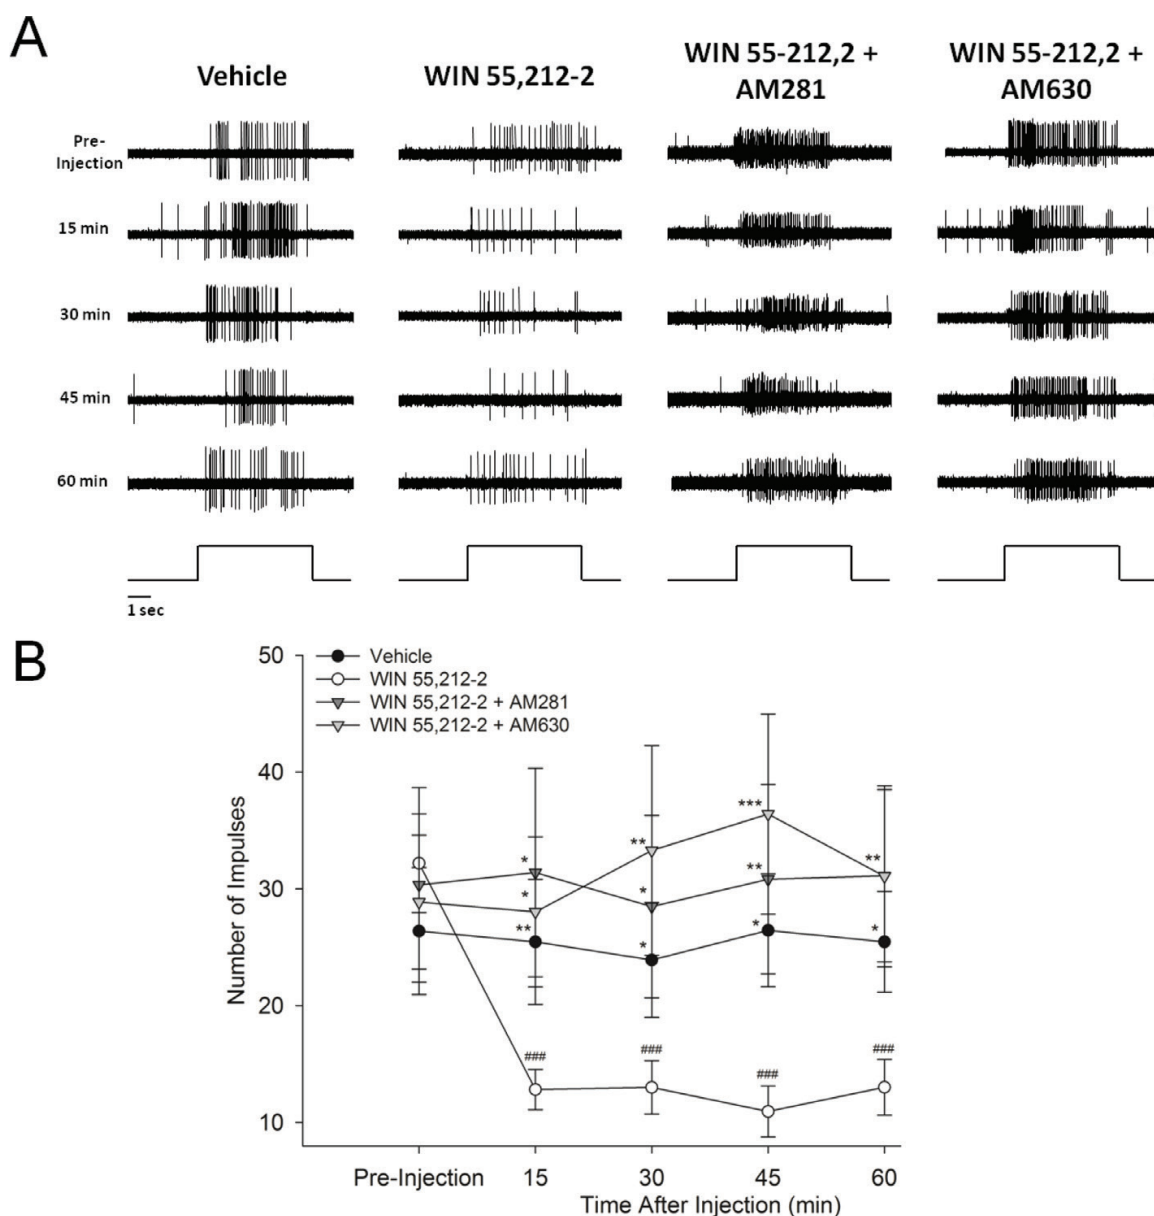 A
Vehicle
WIN 55,212-2
WIN 55-212,2 +
AM281
WIN 55-212,2 +
AM630
Pre-
Injection
15 min
30 min
45 min
60 min
1 sec
B
50
40
30
20
10
Number of Impulses
Vehicle
WIN 55,212-2
WIN 55,212-2 + AM281
WIN 55,212-2 + AM630
***
**
**
**
*
*
*
*
**
*
*
*
###
###
###
###
Pre-Injection
15
30
45
60
Time After Injection (min)